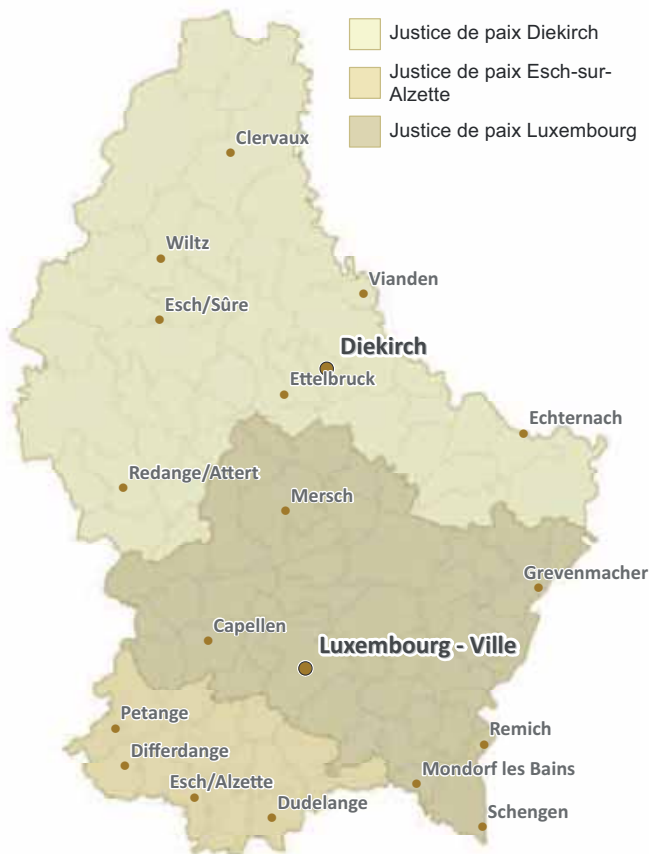 Justice de paix Diekirch
Justice de paix Esch-sur-
Alzette
Justice de paix Luxembourg
Clervaux
Wiltz
Vianden
Esch/Sûre
Diekirch
Ettelbruck
Echternach
Redange/Attert
Mersch
Grevenmacher
Capellen
Luxembourg - Ville
Petange
Remich
Differdange
Mondorf les Bains
Esch/Alzette
Dudelange
Schengen